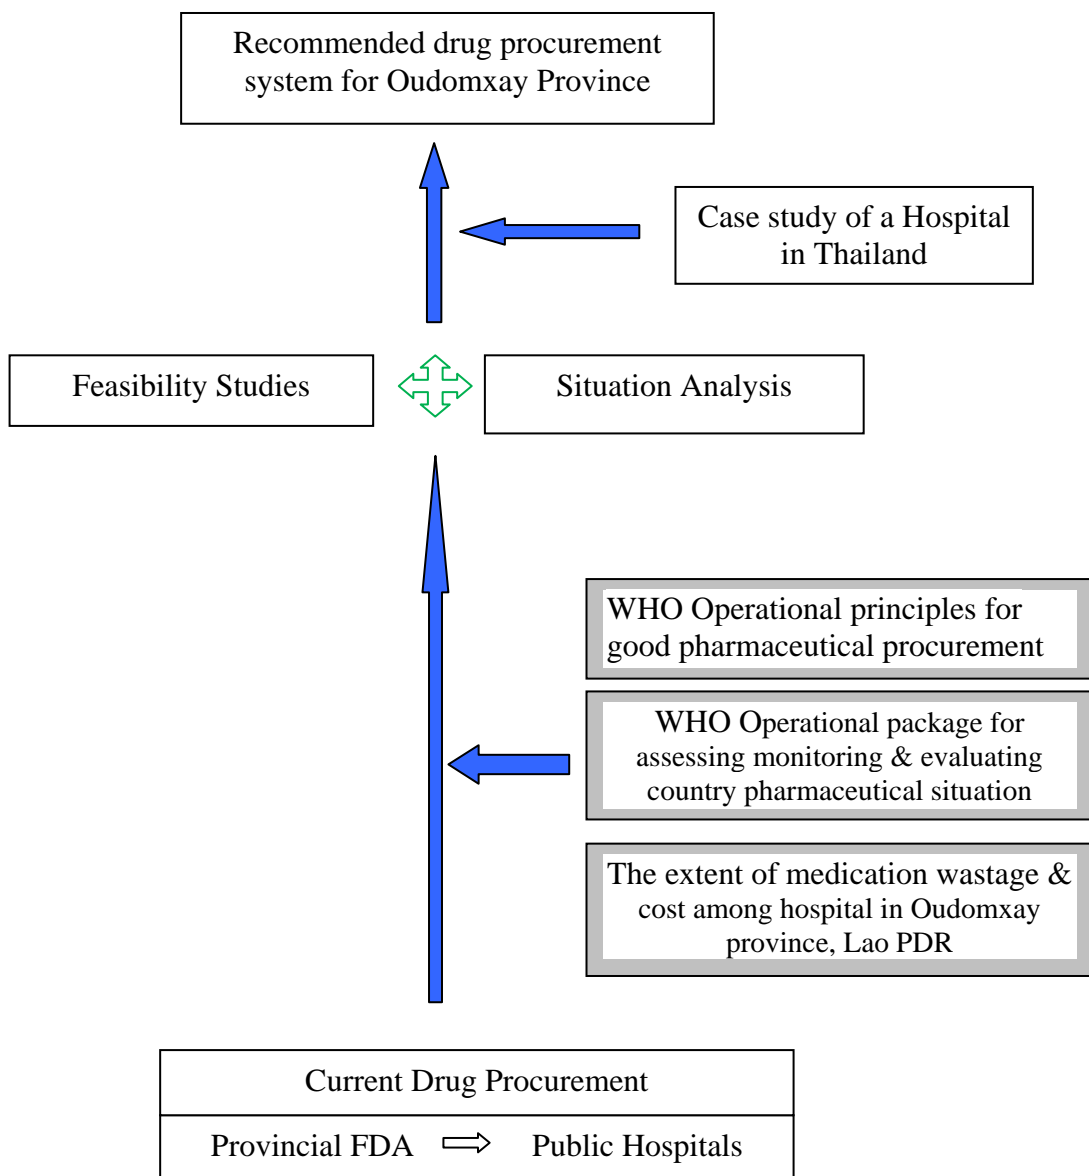 Recommended drug procurement
system for Oudomxay Province
Case study of a Hospital
in Thailand
Feasibility Studies
Situation Analysis
WHO Operational principles for
good pharmaceutical procurement
WHO Operational package for
assessing monitoring & evaluating
country pharmaceutical situation
The extent of medication wastage &
cost among hospital in Oudomxay
province, Lao PDR
Current Drug Procurement
Provincial FDA
Public Hospitals